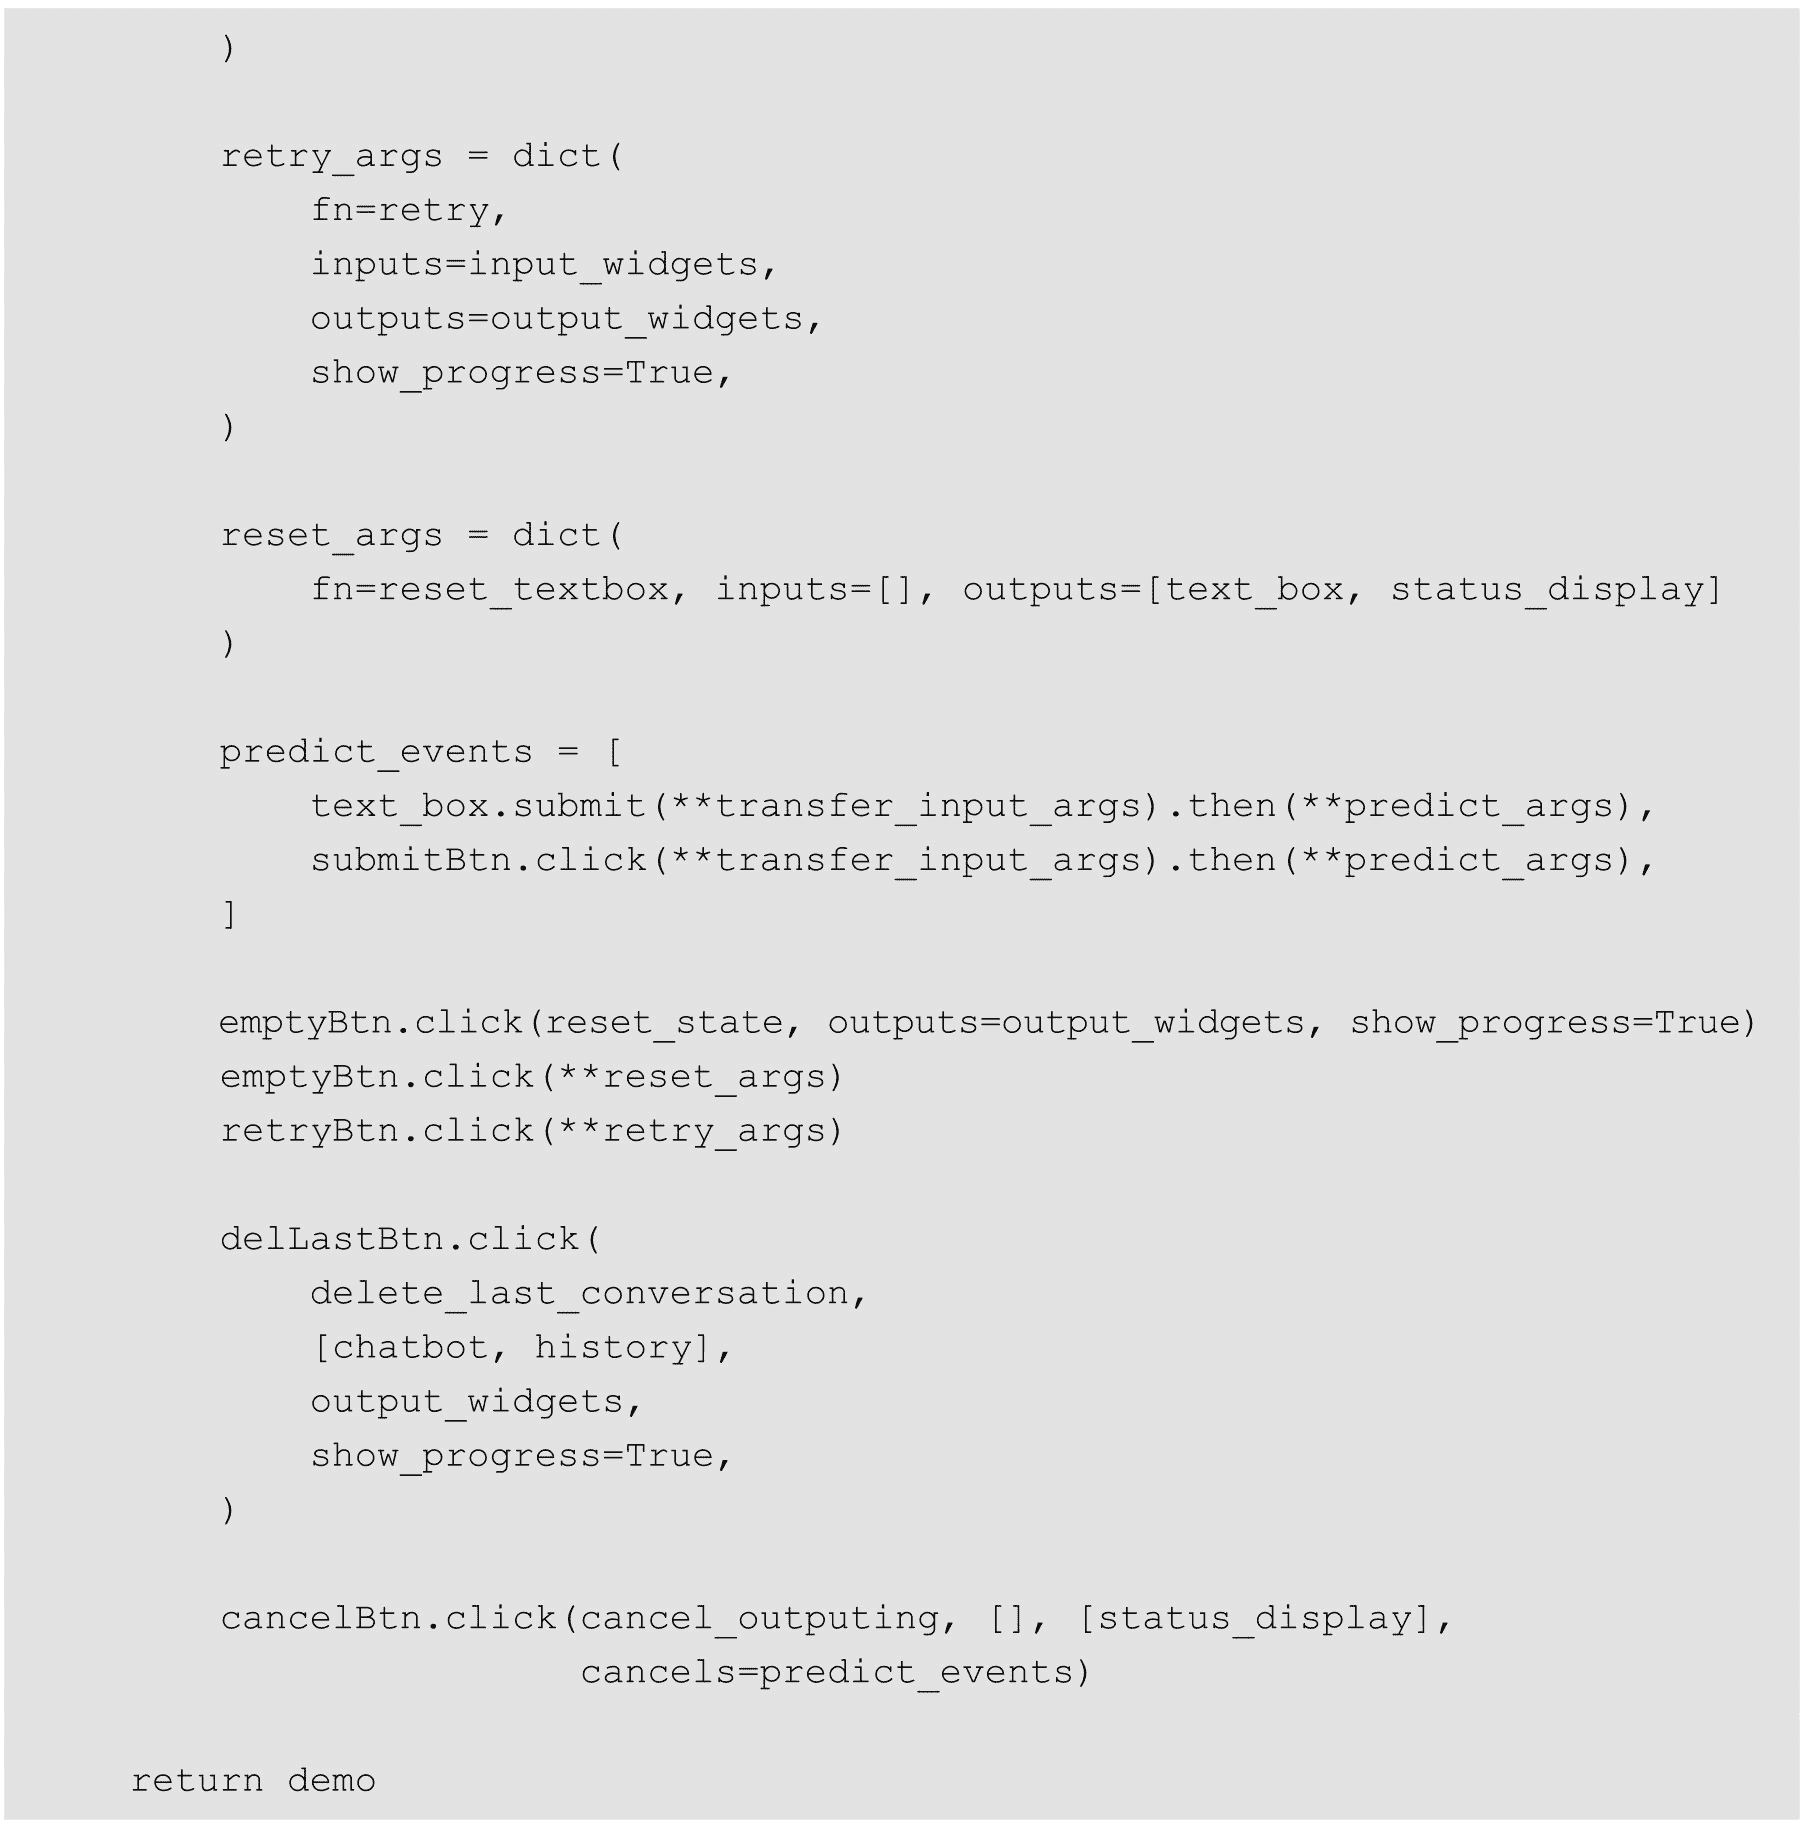 )

        retry_args = dict(
            fn=retry,
            inputs=input_widgets,
            outputs=output_widgets,
            show_progress=True,
        )

        reset_args = dict(
            fn=reset_textbox, inputs=[], outputs=[text_box, status_display]
        )

        predict_events = [
            text_box.submit(**transfer_input_args).then(**predict_args),
            submitBtn.click(**transfer_input_args).then(**predict_args),
        ]

        emptyBtn.click(reset_state, outputs=output_widgets, show_progress=True)
        emptyBtn.click(**reset_args)
        retryBtn.click(**retry_args)

        delLastBtn.click(
            delete_last_conversation,
            [chatbot, history],
            output_widgets,
            show_progress=True,
        )

        cancelBtn.click(cancel_outputing, [], [status_display],
                        cancels=predict_events)

    return demo